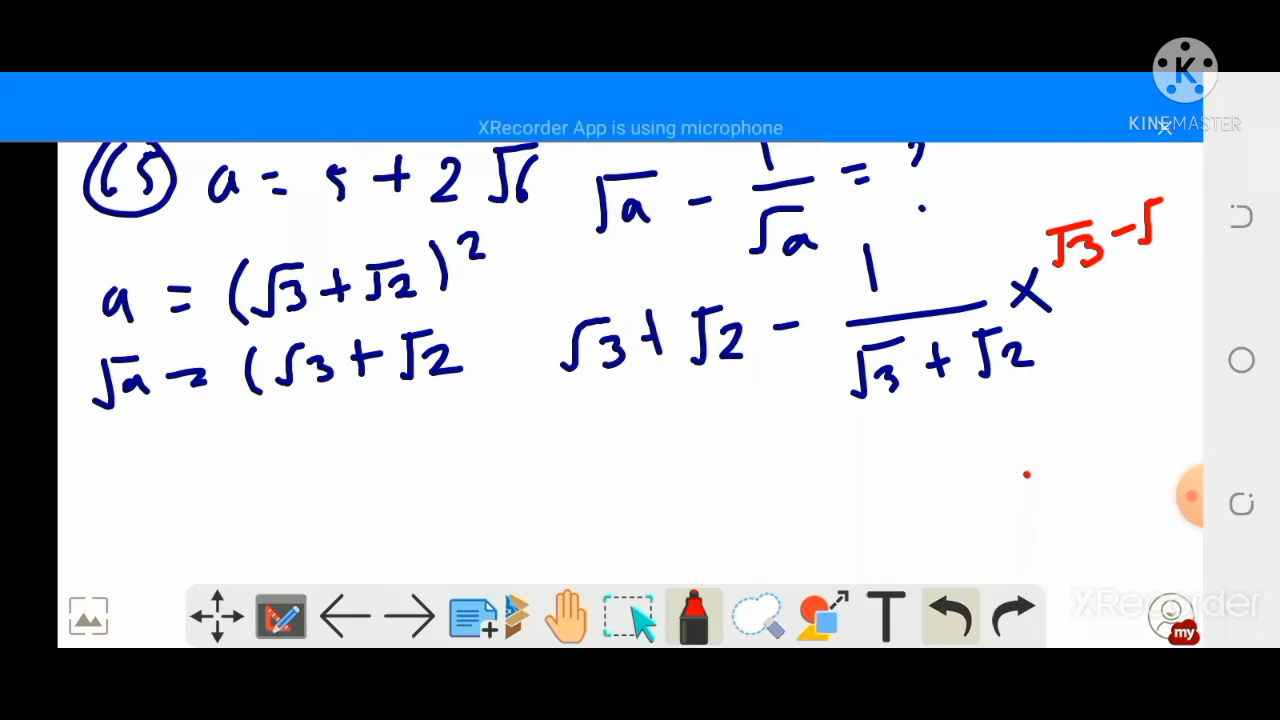 KINEMASTER
XRecorder App is using microphone
(65) a = 5 + 2√6 √a - 1/√a = ?
a = (√3 + √2)²
√a = (√3 + √2
√3 + √2 - 1/(√3 + √2) × √3 - √
T
my
XRecorder